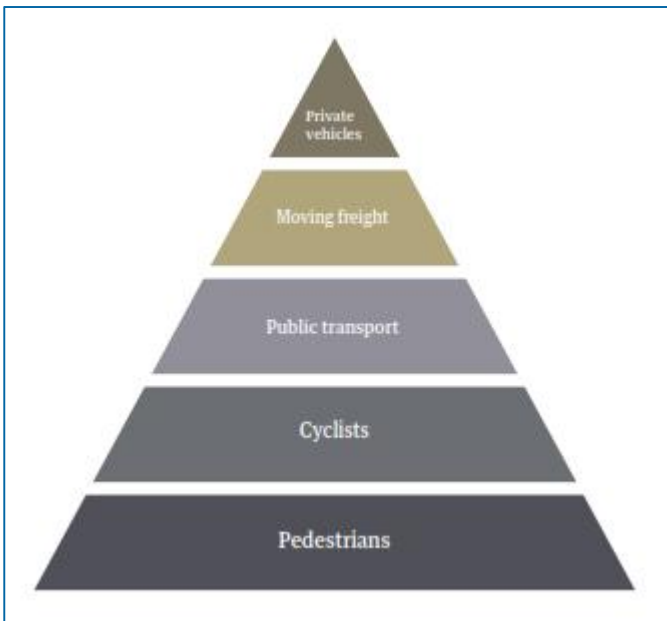 Private
vehicles
Moving freight
Public transport
Cyclists
Pedestrians